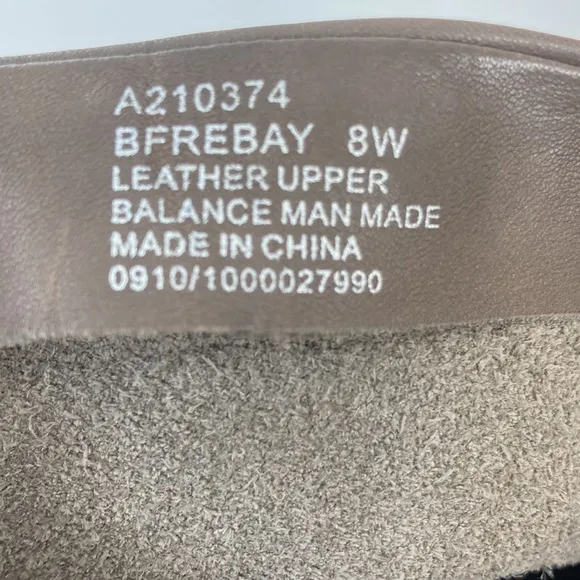 A210374
BFREBAY 8W
LEATHER UPPER
BALANCE MAN MADE
MADE IN CHINA
0910/1000027990